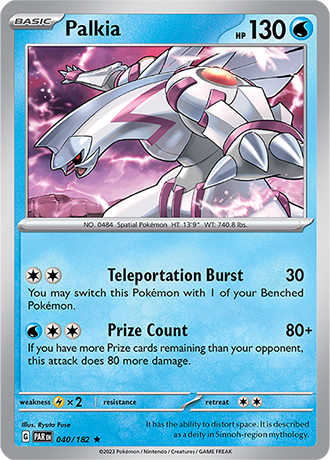 BASIC
Palkia HP 130
NO. 0484 Spatial Pokémon HT: 13'9" WT: 740.8 lbs.
Teleportation Burst 30
You may switch this Pokémon with 1 of your Benched
Pokémon.
Prize Count 80+
If you have more Prize cards remaining than your opponent,
this attack does 80 more damage.
weakness ×2 resistance retreat
Illus. Ryuta Fuse
G PAR EN 040/182 ★
It has the ability to distort space. It is described
as a deity in Sinnoh-region mythology.
©2023 Pokémon / Nintendo / Creatures / GAME FREAK